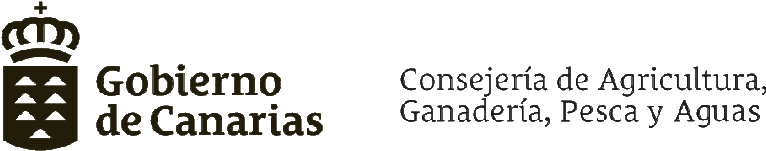 Gobierno
de Canarias
Consejería de Agricultura,
Ganadería, Pesca y Aguas